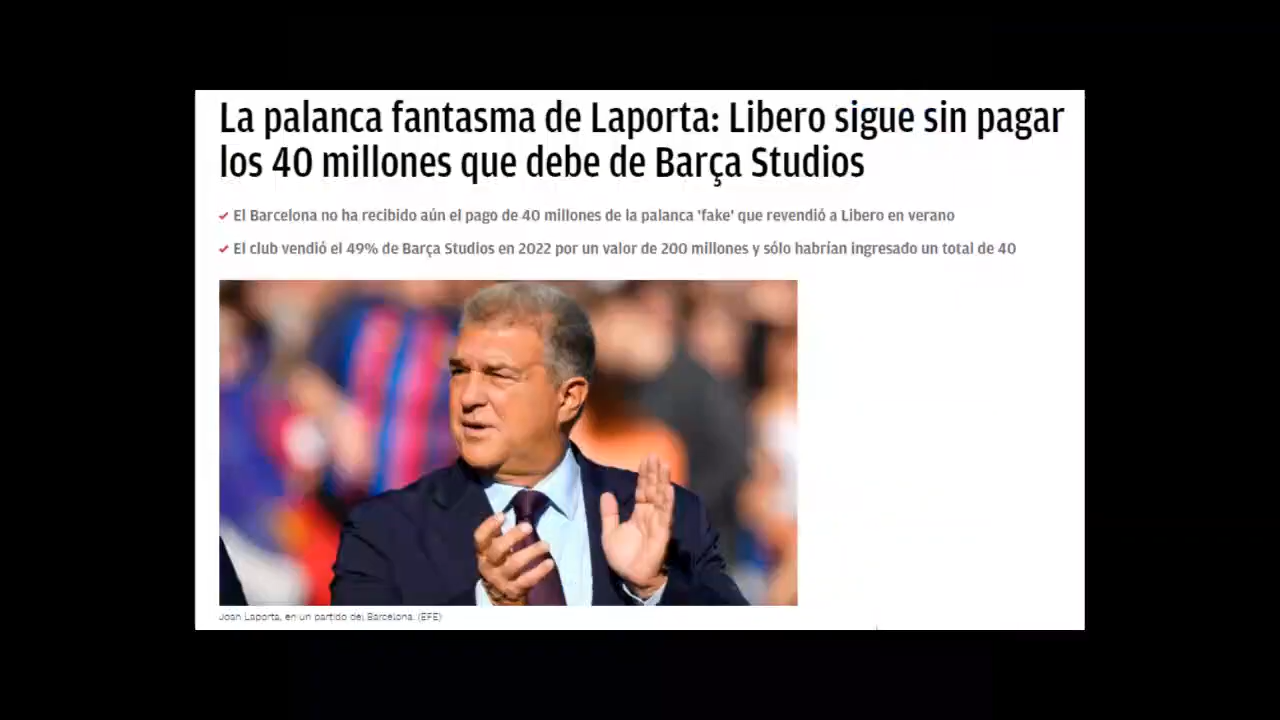 La palanca fantasma de Laporta: Libero sigue sin pagar
los 40 millones que debe de Barça Studios
El Barcelona no ha recibido aún el pago de 40 millones de la palanca 'fake' que revendió a Libero en verano
El club vendió el 49% de Barça Studios en 2022 por un valor de 200 millones y sólo habrían ingresado un total de 40
Joan Laporta, en un partido del Barcelona. (EFE)